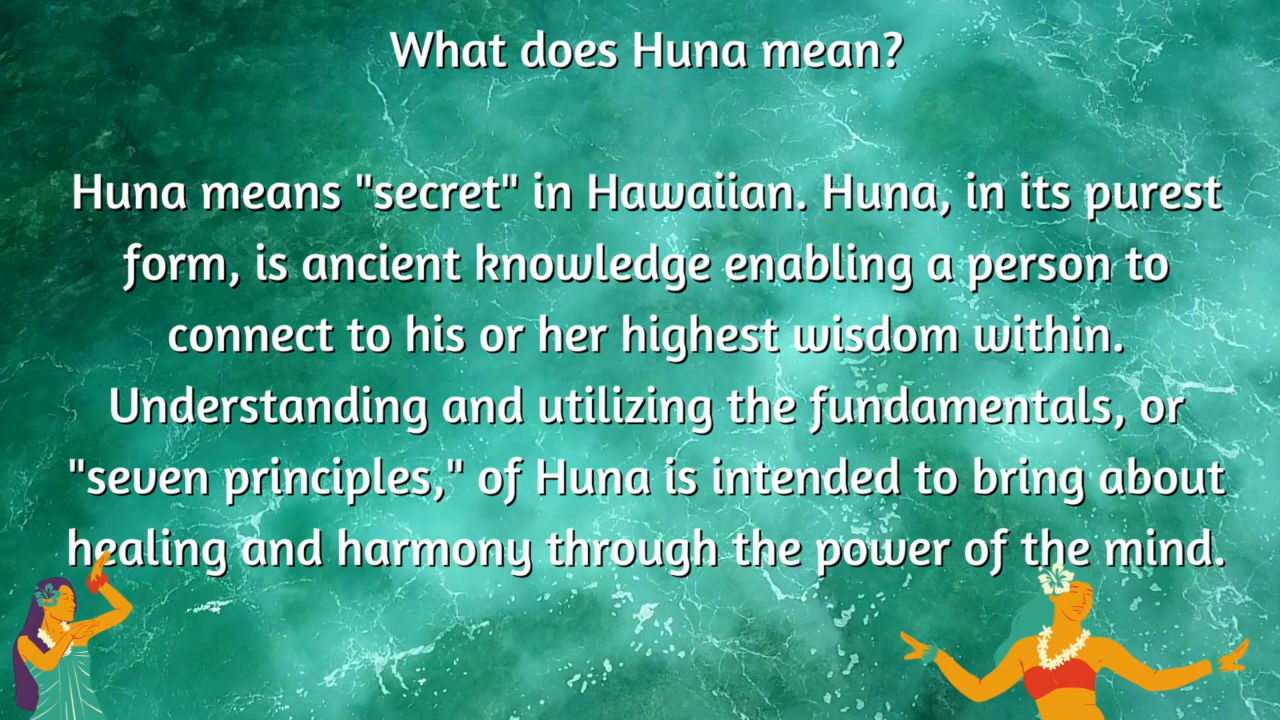 What does Huna mean?
Huna means "secret" in Hawaiian. Huna, in its purest
form, is ancient knowledge enabling a person to
connect to his or her highest wisdom within.
Understanding and utilizing the fundamentals, or
"seven principles," of Huna is intended to bring about
healing and harmony through the power of the mind.